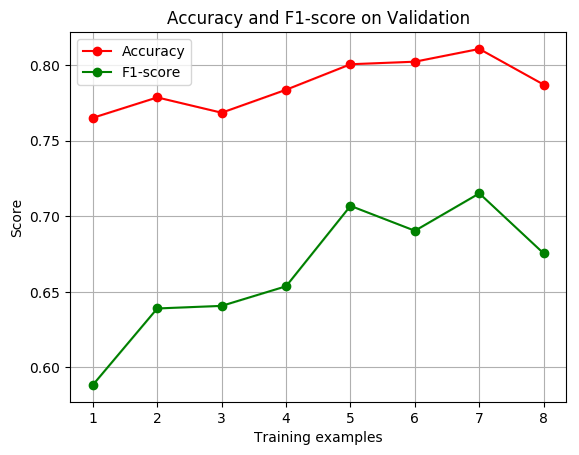 Accuracy and F1-score on Validation
Accuracy
F1-score
0.80
0.75
0.70
0.65
0.60
Score
1 2 3 4 5 6 7 8
Training examples